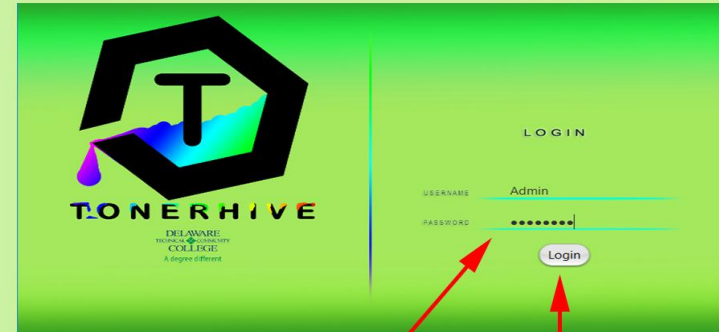 T
TONERHIVE
DELAWARE
TECHNICAL COMMUNITY
COLLEGE
A degree different
LOGIN
USERNAME Admin
PASSWORD ••••••••
Login